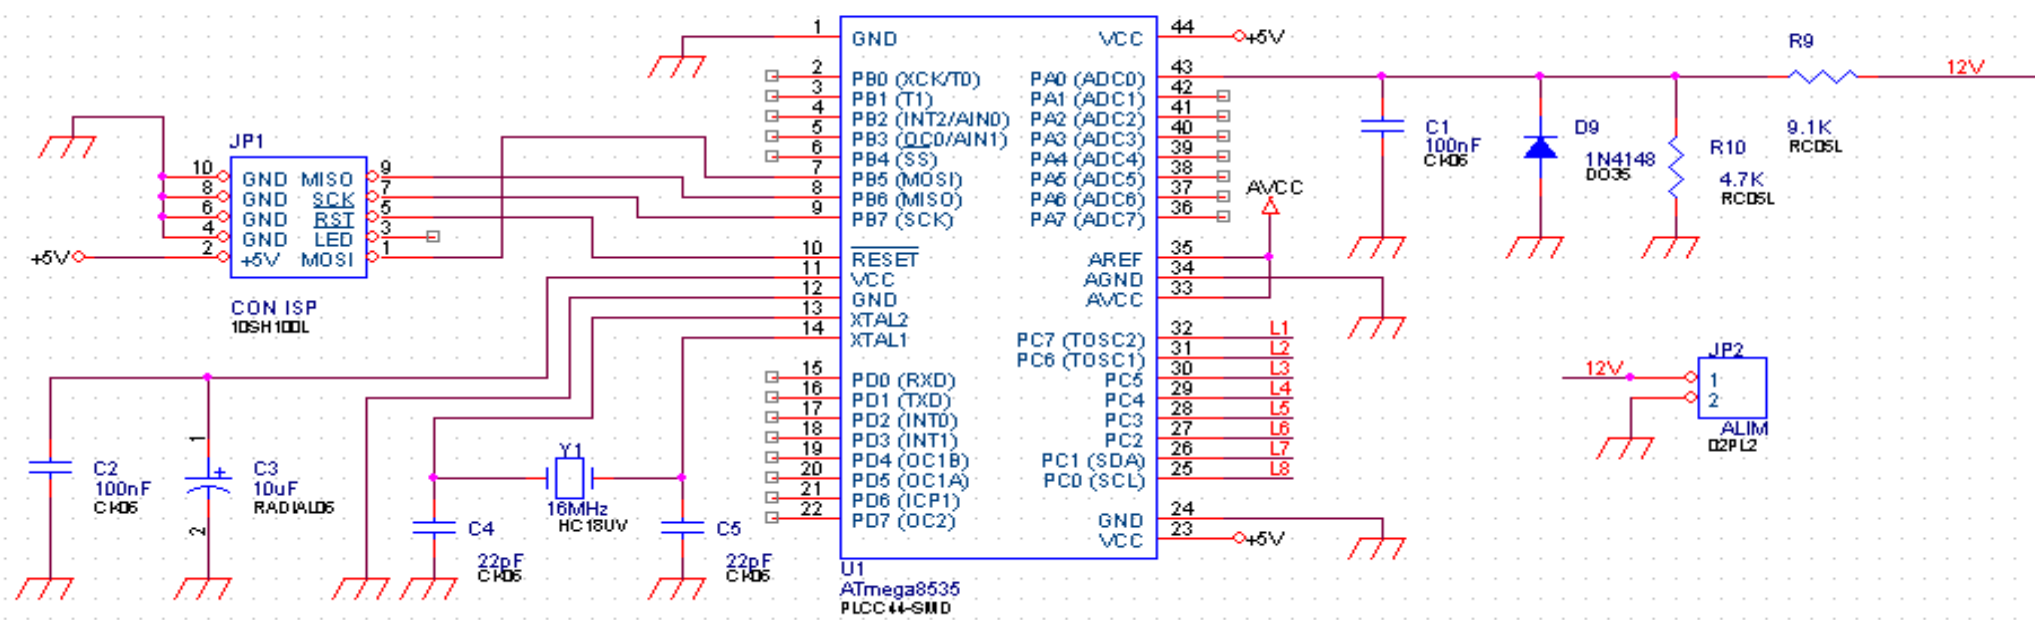 1 GND
2 PB0 (XCK/T0)
3 PB1 (T1)
4 PB2 (INT2/AIN0)
5 PB3 (OC0/AIN1)
6 PB4 (SS)
7 PB5 (MOSI)
8 PB6 (MISO)
9 PB7 (SCK)
10 RESET
11 VCC
12 GND
13 XTAL2
14 XTAL1
15 PD0 (RXD)
16 PD1 (TXD)
17 PD2 (INT0)
18 PD3 (INT1)
19 PD4 (OC1B)
20 PD5 (OC1A)
21 PD6 (ICP1)
22 PD7 (OC2)
VCC 44 +5V
PA0 (ADC0) 43
PA1 (ADC1) 42
PA2 (ADC2) 41
PA3 (ADC3) 40
PA4 (ADC4) 39
PA5 (ADC5) 38
PA6 (ADC6) 37
PA7 (ADC7) 36
AREF 35
AGND 34
AVCC 33
PC7 (TOSC2) 32 L1
PC6 (TOSC1) 31 L2
PC5 30 L3
PC4 29 L4
PC3 28 L5
PC2 27 L6
PC1 (SDA) 26 L7
PC0 (SCL) 25 L8
GND 24
VCC 23 +5V
U1
ATmega8535
PLCC44-SMD
JP1
10 GND MISO 9
8 GND SCK 7
6 GND RST 5
4 GND LED 3
+5V 2 +5V MOSI 1
CON ISP
10SH100L
C2
100nF
CK06
1
+
2
C3
10uF
RADIAL06
C4
22pF
CK06
Y1
16MHz
HC18UV
C5
22pF
CK06
AVCC
C1
100nF
CK06
D9
1N4148
DO35
R10
4.7K
RC05L
R9
9.1K
RC05L
12V
JP2
12V
1
2
ALIM
02PL2